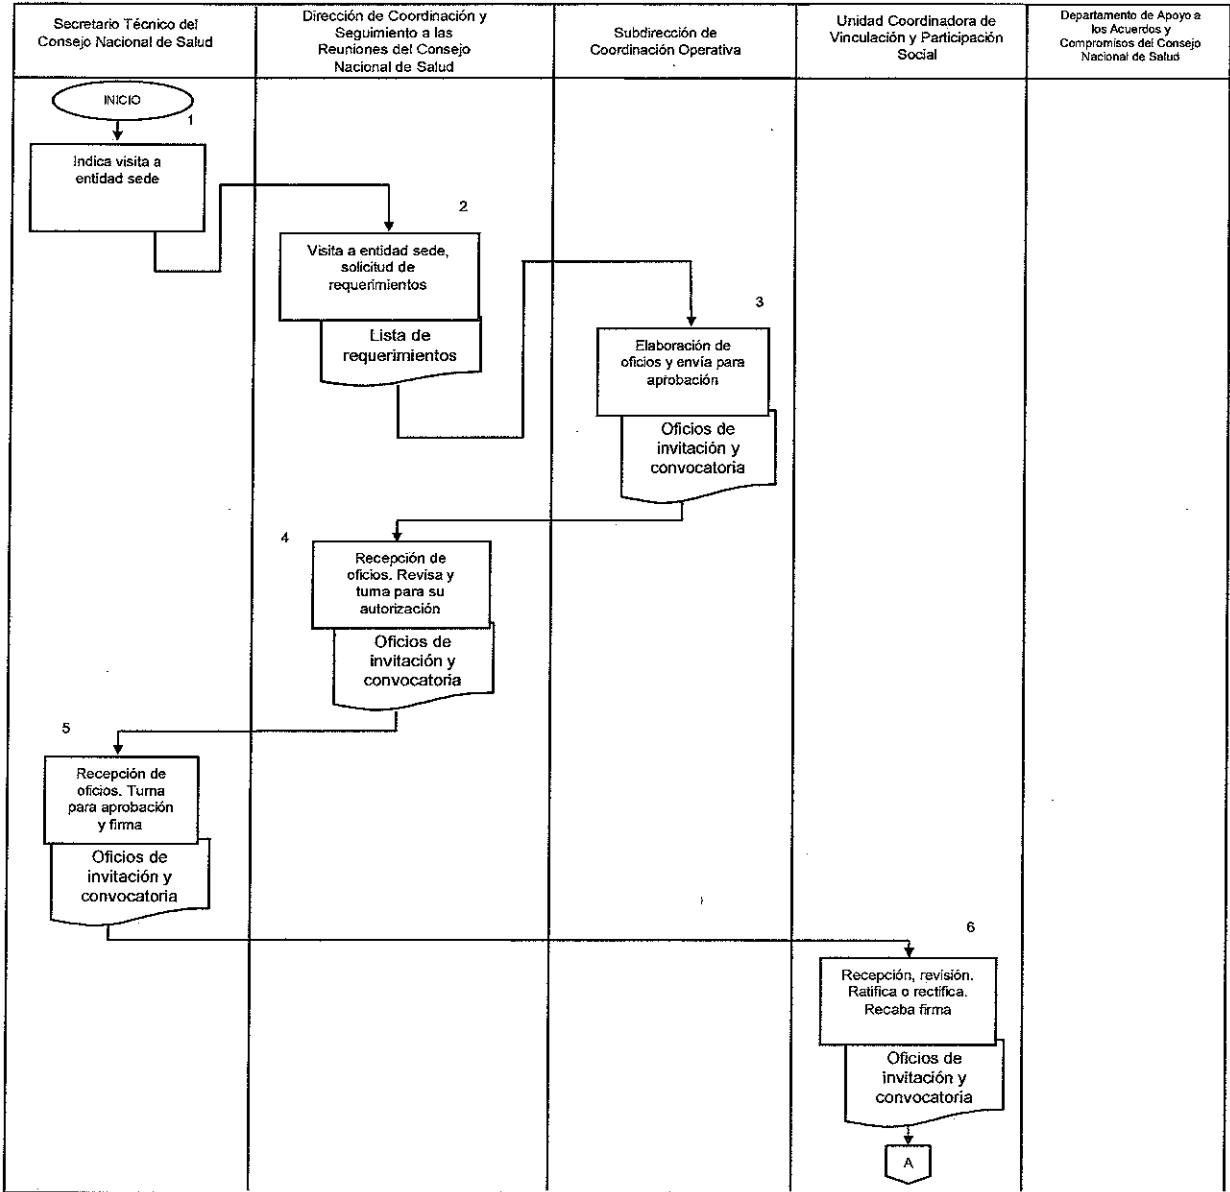 Secretario Técnico del
Consejo Nacional de Salud
Dirección de Coordinación y
Seguimiento a las
Reuniones del Consejo
Nacional de Salud
Subdirección de
Coordinación Operativa
Unidad Coordinadora de
Vinculación y Participación
Social
Departamento de Apoyo a
los Acuerdos y
Compromisos del Consejo
Nacional de Salud
INICIO
1
Indica visita a
entidad sede
2
Visita a entidad sede,
solicitud de
requerimientos
Lista de
requerimientos
3
Elaboración de
oficios y envía para
aprobación
Oficios de
invitación y
convocatoria
4
Recepción de
oficios. Revisa y
turna para su
autorización
Oficios de
invitación y
convocatoria
5
Recepción de
oficios. Turna
para aprobación
y firma
Oficios de
invitación y
convocatoria
6
Recepción, revisión.
Ratifica o rectifica.
Recaba firma
Oficios de
invitación y
convocatoria
A